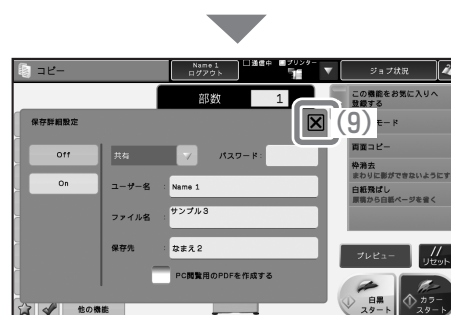 コピー
Name 1
ログアウト
通信中
プリンター
ジョブ状況
部数
1
この機能をお気に入りへ
登録する
(9)
ード
保存詳細設定
Off
共有
パスワード:
両面コピー
枠消去
まわりに影ができないようにす
On
ユーザー名 : Name 1
白紙飛ばし
原稿から白紙ページを省く
ファイル名 : サンプル3
保存先 : なまえ2
プレビュー
リセット
PC閲覧用のPDFを作成する
白黒
スタート
カラー
スタート
他の機能